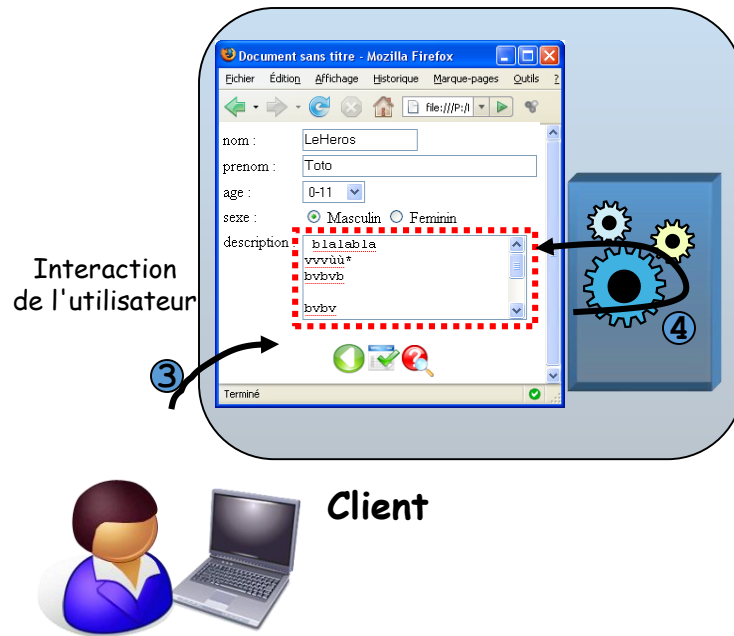 Document sans titre - Mozilla Firefox
Eichier Édition Affichage Historique Marque-pages Outils ?
file:///P:/I
nom : LeHeros
prenom : Toto
age : 0-11
sexe : Masculin Feminin
description : blalabla
vvvùù*
bvbvb
bvbv
Interaction
de l'utilisateur
4
3
Terminé
Client